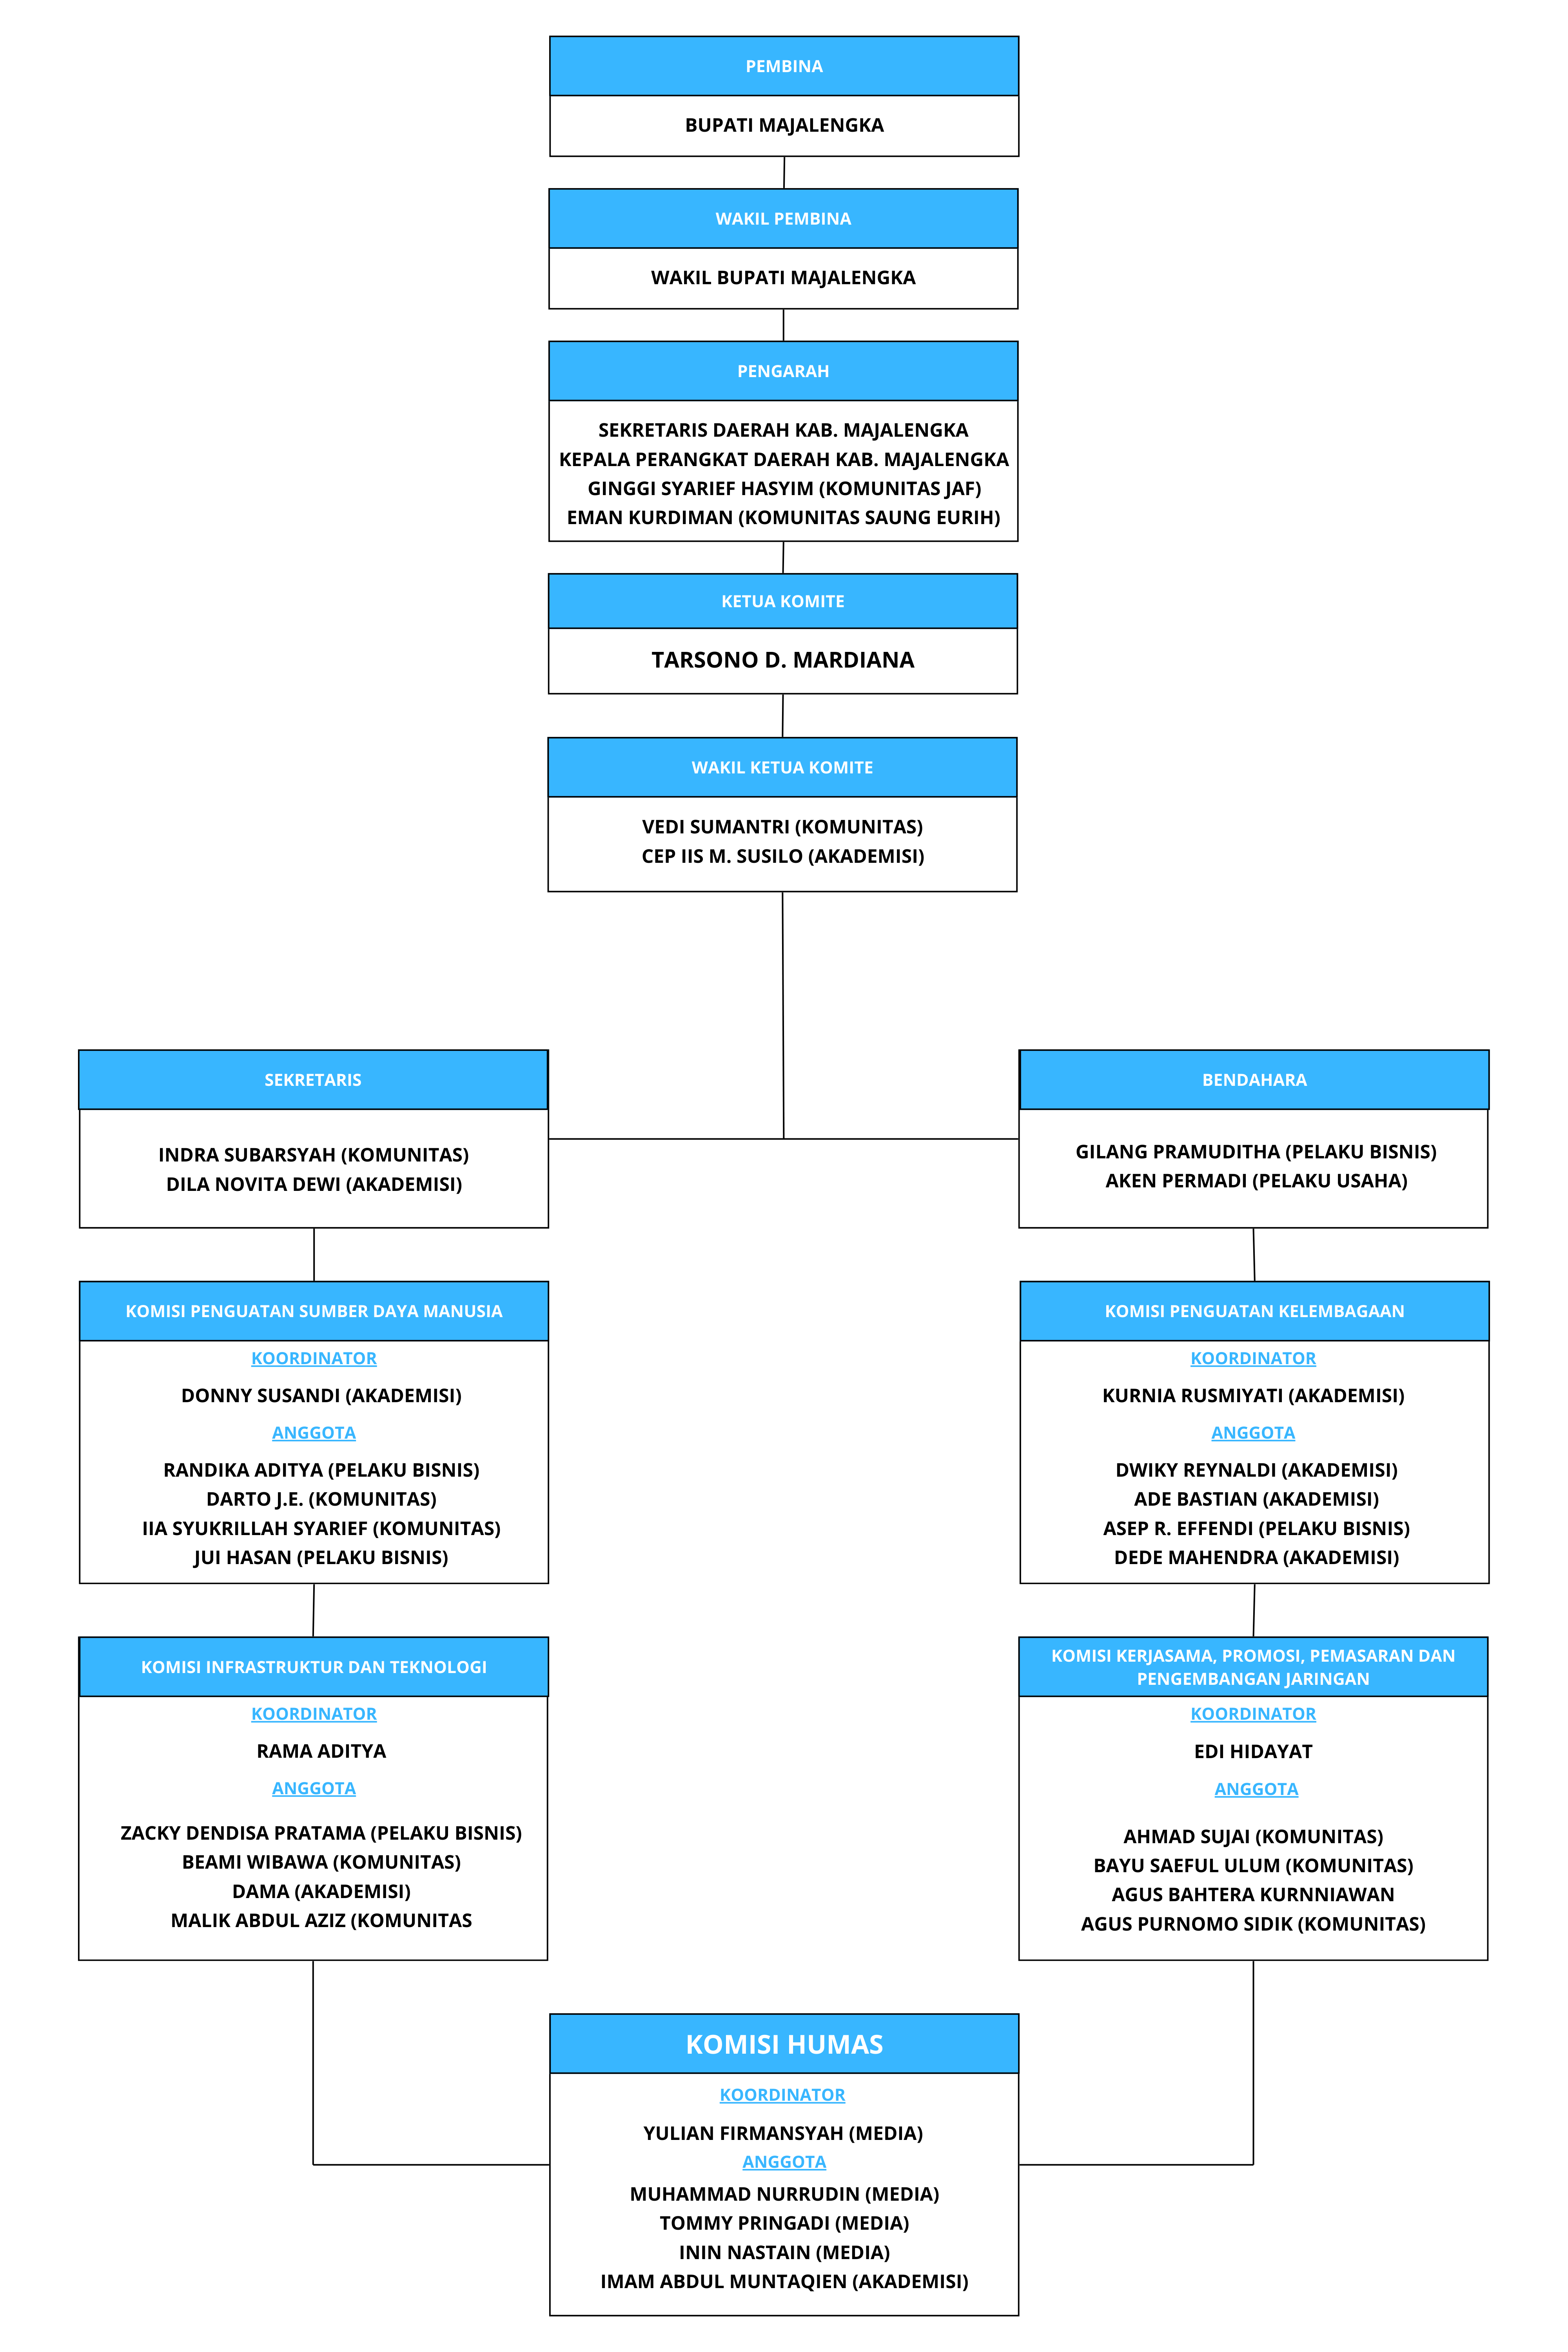 PEMBINA
BUPATI MAJALENGKA
WAKIL PEMBINA
WAKIL BUPATI MAJALENGKA
PENGARAH
SEKRETARIS DAERAH KAB. MAJALENGKA
KEPALA PERANGKAT DAERAH KAB. MAJALENGKA
GINGGI SYARIEF HASYIM (KOMUNITAS JAF)
EMAN KURDIMAN (KOMUNITAS SAUNG EURIH)
KETUA KOMITE
TARSONO D. MARDIANA
WAKIL KETUA KOMITE
VEDI SUMANTRI (KOMUNITAS)
CEP IIS M. SUSILO (AKADEMISI)
SEKRETARIS
INDRA SUBARSYAH (KOMUNITAS)
DILA NOVITA DEWI (AKADEMISI)
BENDAHARA
GILANG PRAMUDITHA (PELAKU BISNIS)
AKEN PERMADI (PELAKU USAHA)
KOMISI PENGUATAN SUMBER DAYA MANUSIA
KOORDINATOR
DONNY SUSANDI (AKADEMISI)
ANGGOTA
RANDIKA ADITYA (PELAKU BISNIS)
DARTO J.E. (KOMUNITAS)
IIA SYUKRILLAH SYARIEF (KOMUNITAS)
JUI HASAN (PELAKU BISNIS)
KOMISI PENGUATAN KELEMBAGAAN
KOORDINATOR
KURNIA RUSMIYATI (AKADEMISI)
ANGGOTA
DWIKY REYNALDI (AKADEMISI)
ADE BASTIAN (AKADEMISI)
ASEP R. EFFENDI (PELAKU BISNIS)
DEDE MAHENDRA (AKADEMISI)
KOMISI INFRASTRUKTUR DAN TEKNOLOGI
KOORDINATOR
RAMA ADITYA
ANGGOTA
ZACKY DENDISA PRATAMA (PELAKU BISNIS)
BEAMI WIBAWA (KOMUNITAS)
DAMA (AKADEMISI)
MALIK ABDUL AZIZ (KOMUNITAS
KOMISI KERJASAMA, PROMOSI, PEMASARAN DAN
PENGEMBANGAN JARINGAN
KOORDINATOR
EDI HIDAYAT
ANGGOTA
AHMAD SUJAI (KOMUNITAS)
BAYU SAEFUL ULUM (KOMUNITAS)
AGUS BAHTERA KURNNIAWAN
AGUS PURNOMO SIDIK (KOMUNITAS)
KOMISI HUMAS
KOORDINATOR
YULIAN FIRMANSYAH (MEDIA)
ANGGOTA
MUHAMMAD NURRUDIN (MEDIA)
TOMMY PRINGADI (MEDIA)
ININ NASTAIN (MEDIA)
IMAM ABDUL MUNTAQIEN (AKADEMISI)